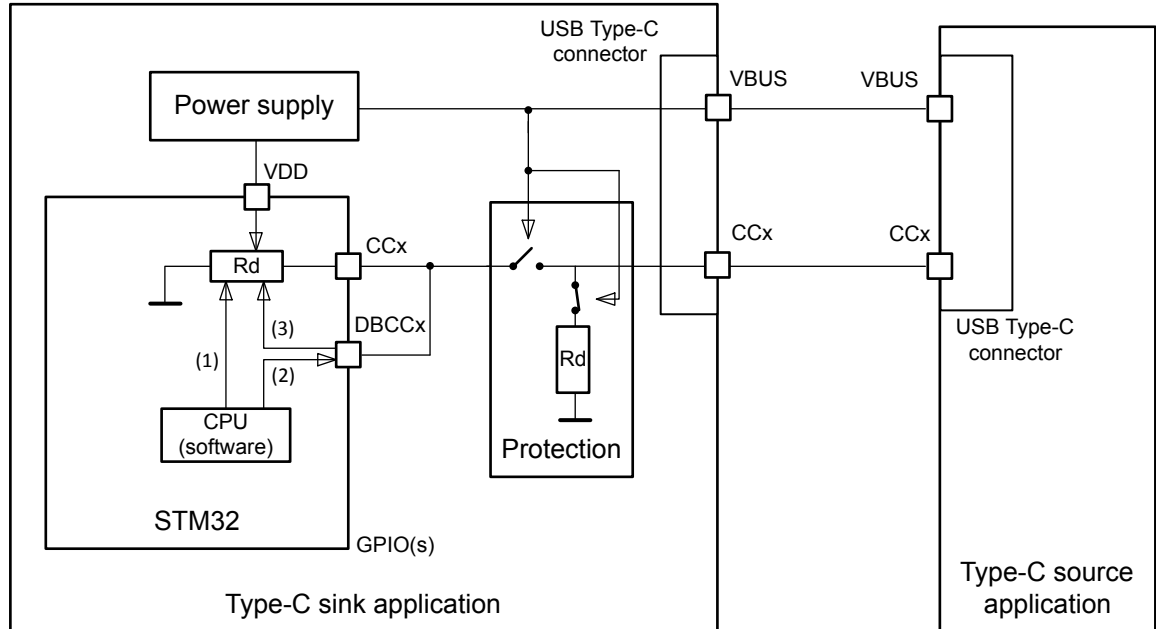 USB Type-C
connector
VBUS
VBUS
Power supply
VDD
CCx
CCx
CCx
Rd
DBCCx
(3)
(1)
(2)
Rd
CPU
(software)
Protection
USB Type-C
connector
STM32
GPIO(s)
Type-C sink application
Type-C source
application